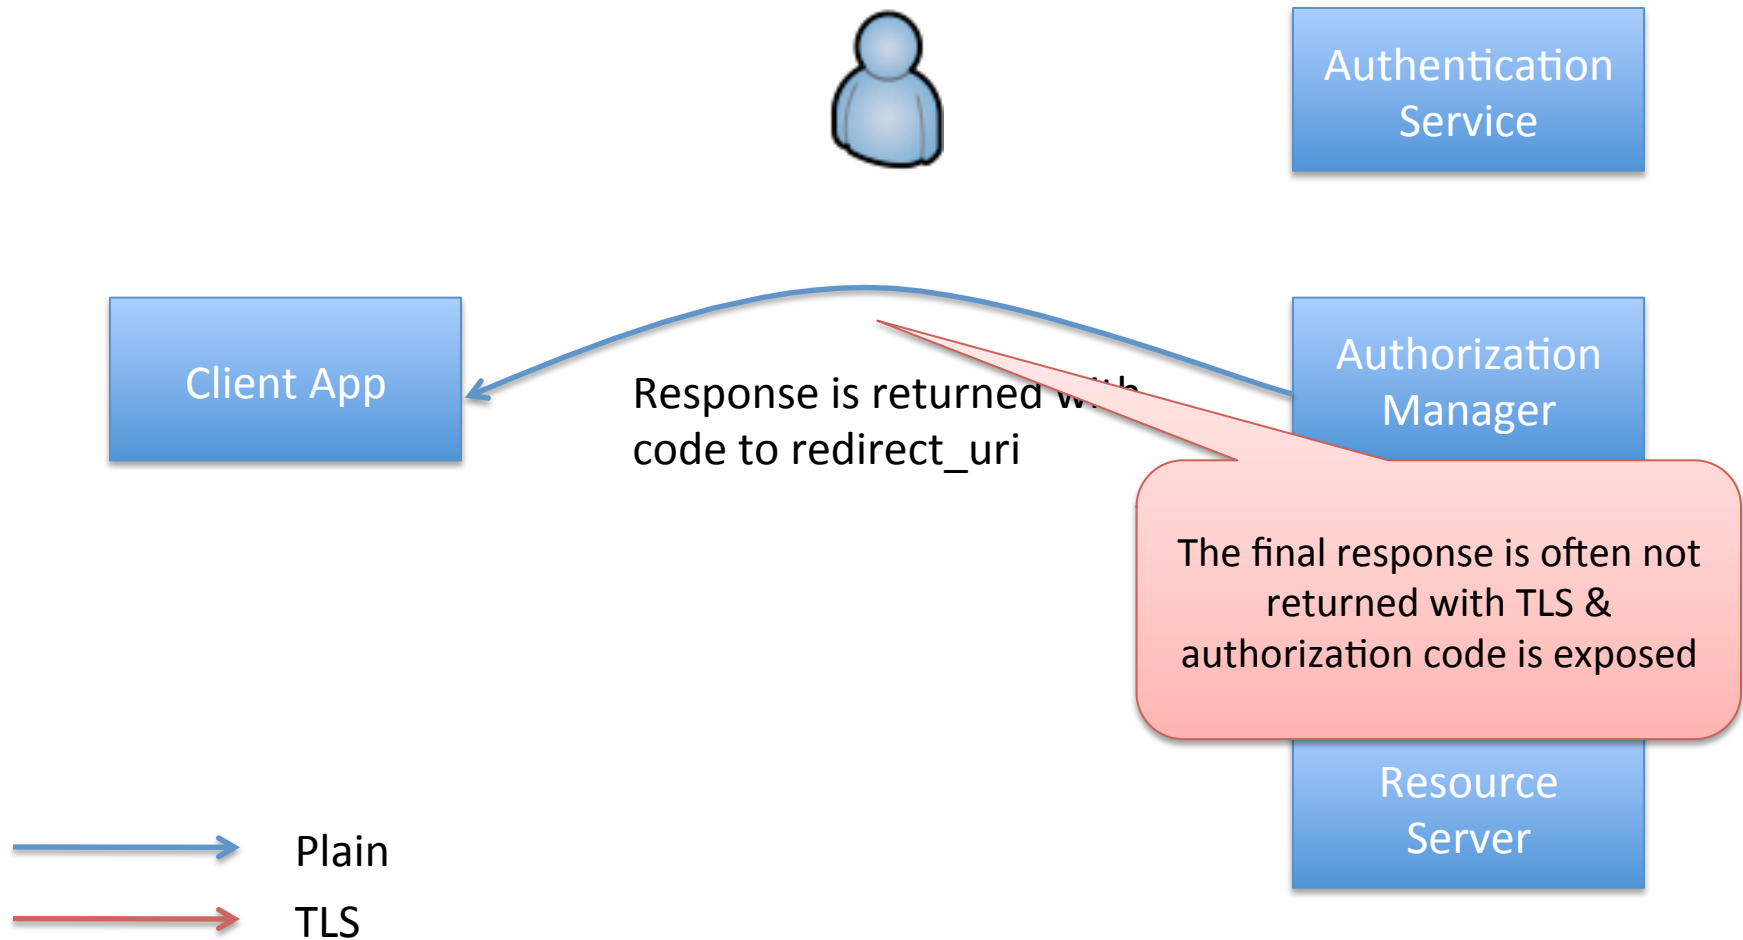 Authentication
Service
Client App
Response is returned with
code to redirect_uri
Authorization
Manager
The final response is often not
returned with TLS &
authorization code is exposed
Resource
Server
Plain
TLS